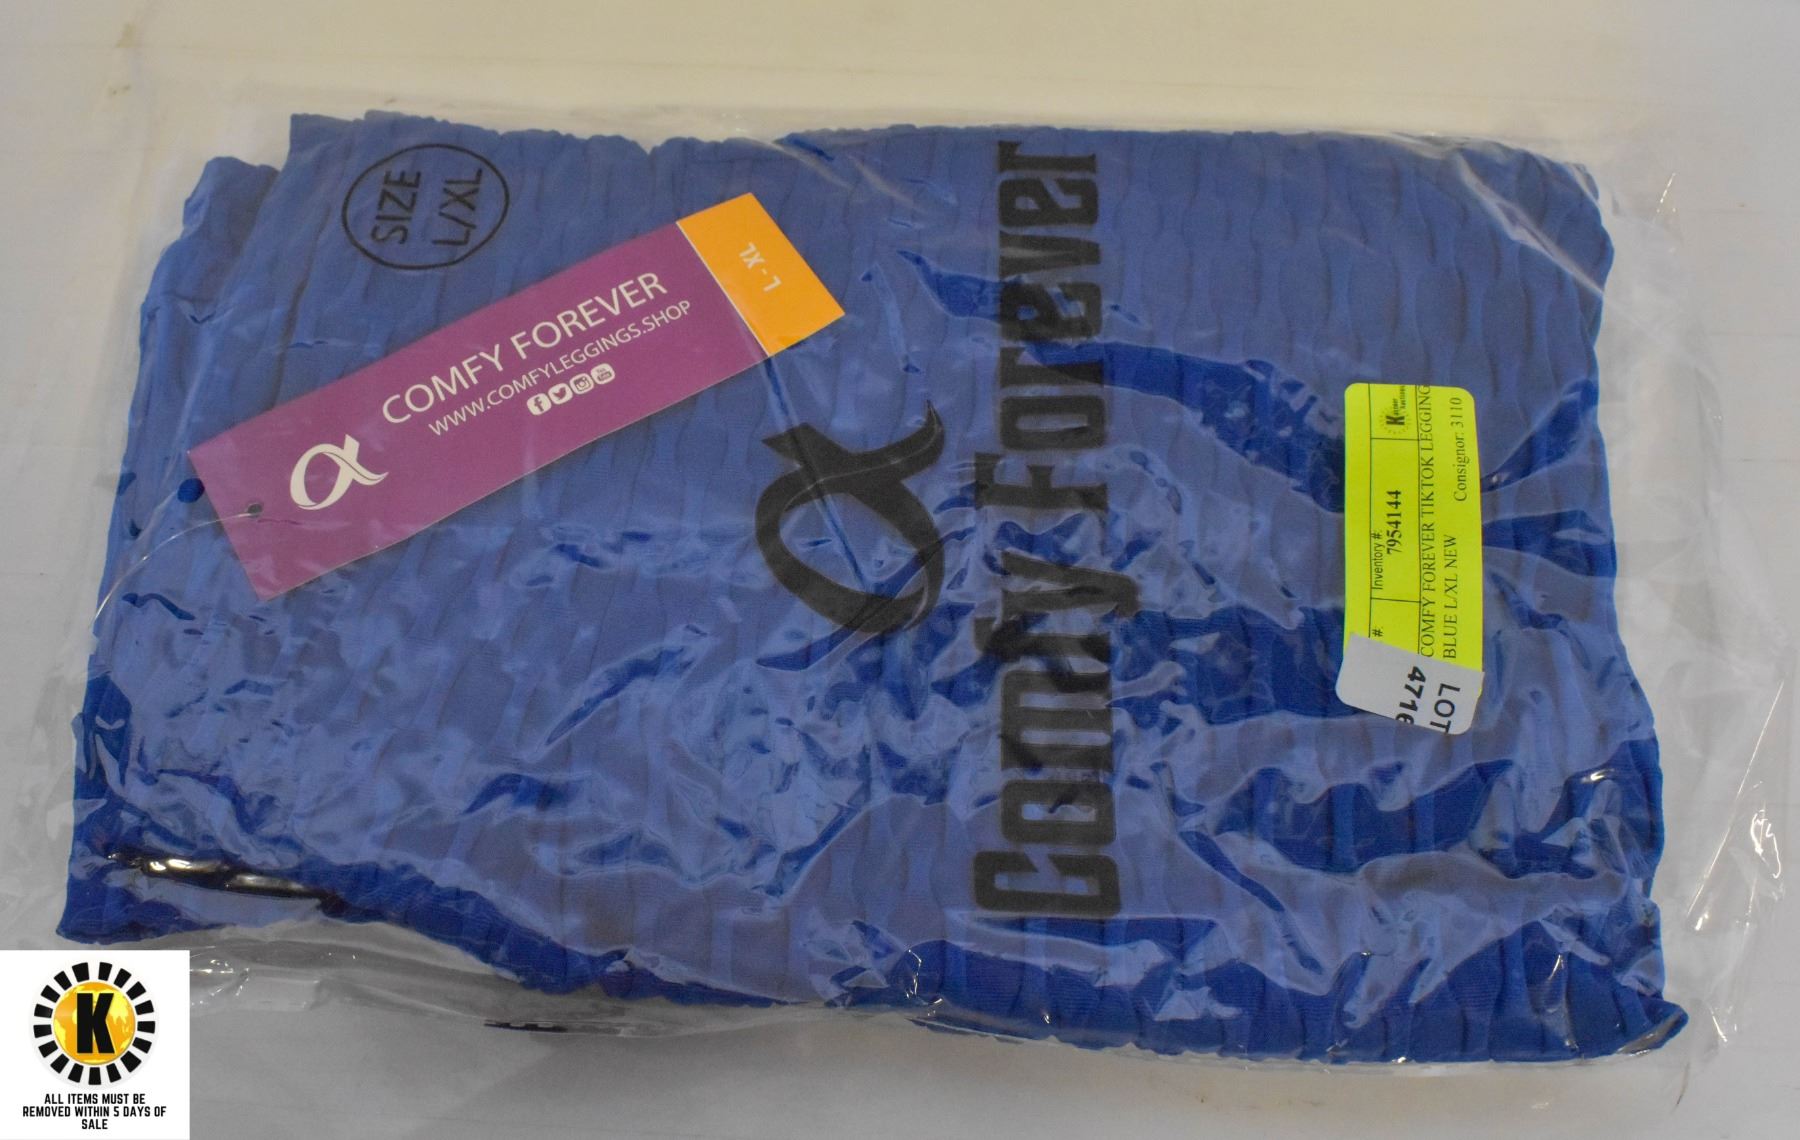 SIZE
L/XL
L - XL
COMFY FOREVER
WWW.COMFYLEGGINGS.SHOP
α
α
Comfy Forever
Inventory #:
7954144
#:
COMFY FOREVER TIKTOK LEGGING
BLUE L/XL NEW Consignor: 3110
LOT
4716
K
ALL ITEMS MUST BE
REMOVED WITHIN 5 DAYS OF
SALE